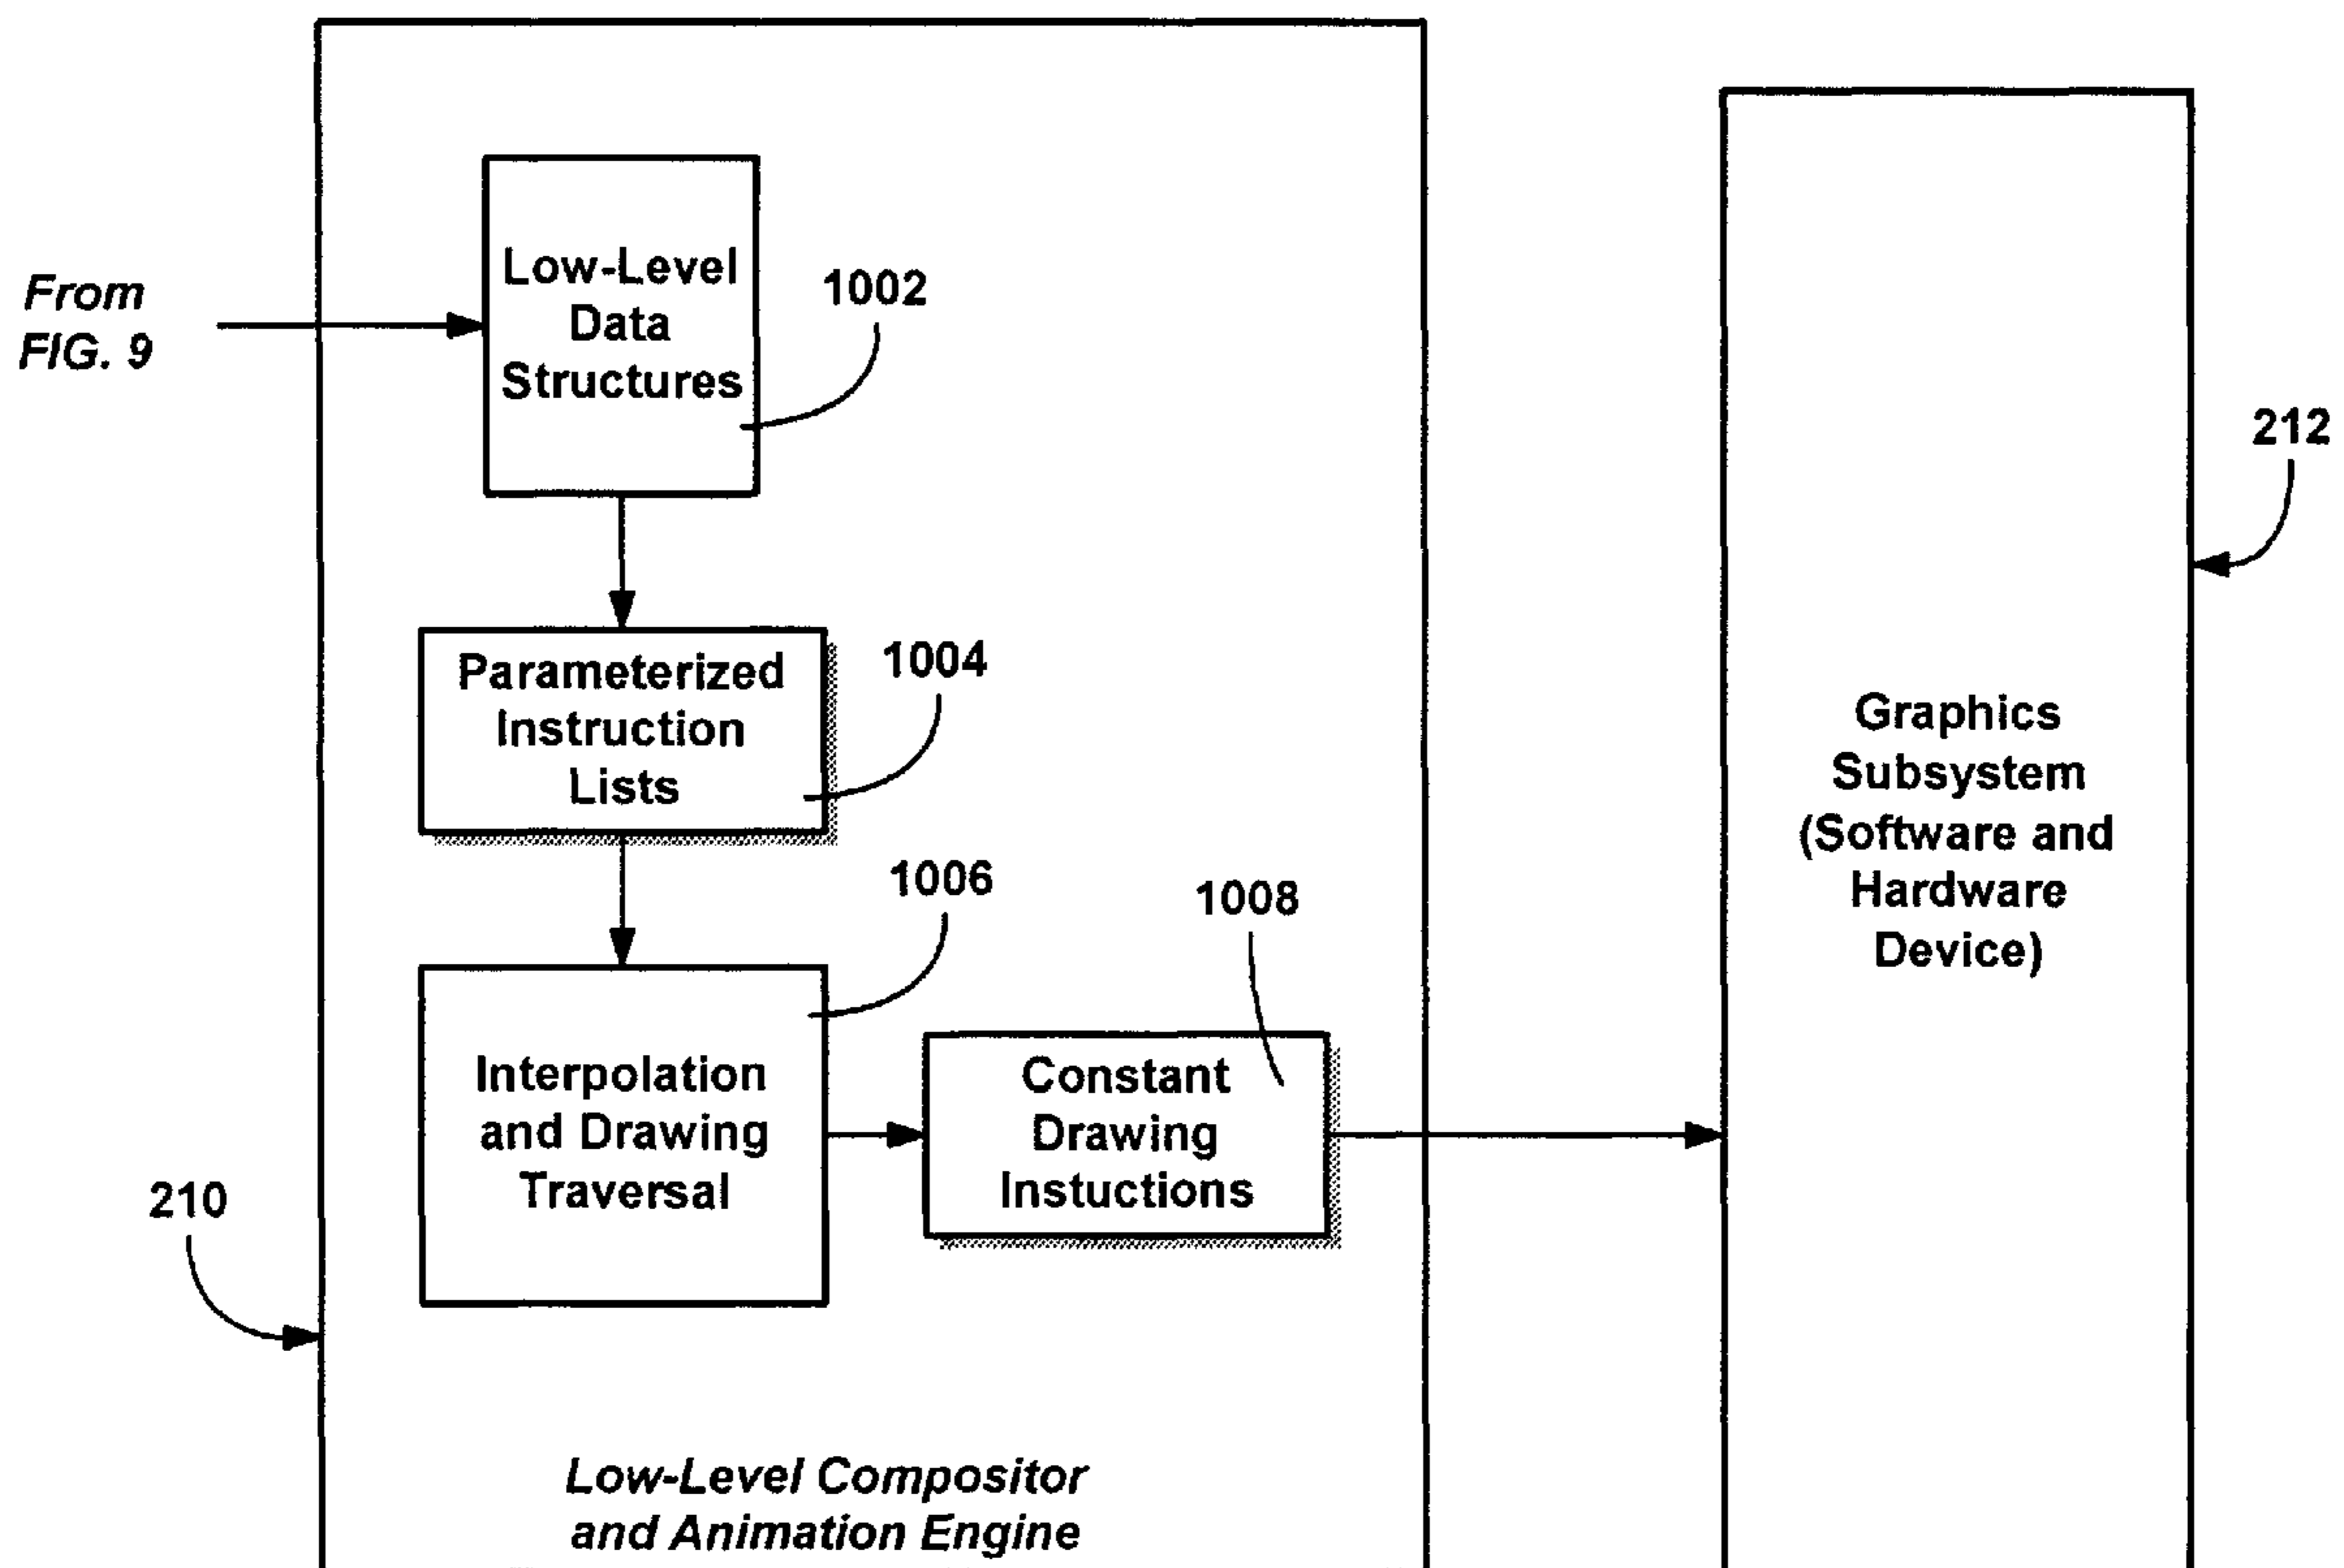 From
FIG. 9
Low-Level
Data
Structures
1002
212
Parameterized
Instruction
Lists
1004
Graphics
Subsystem
(Software and
Hardware
Device)
1006
1008
Interpolation
and Drawing
Traversal
Constant
Drawing
Instuctions
210
Low-Level Compositor
and Animation Engine